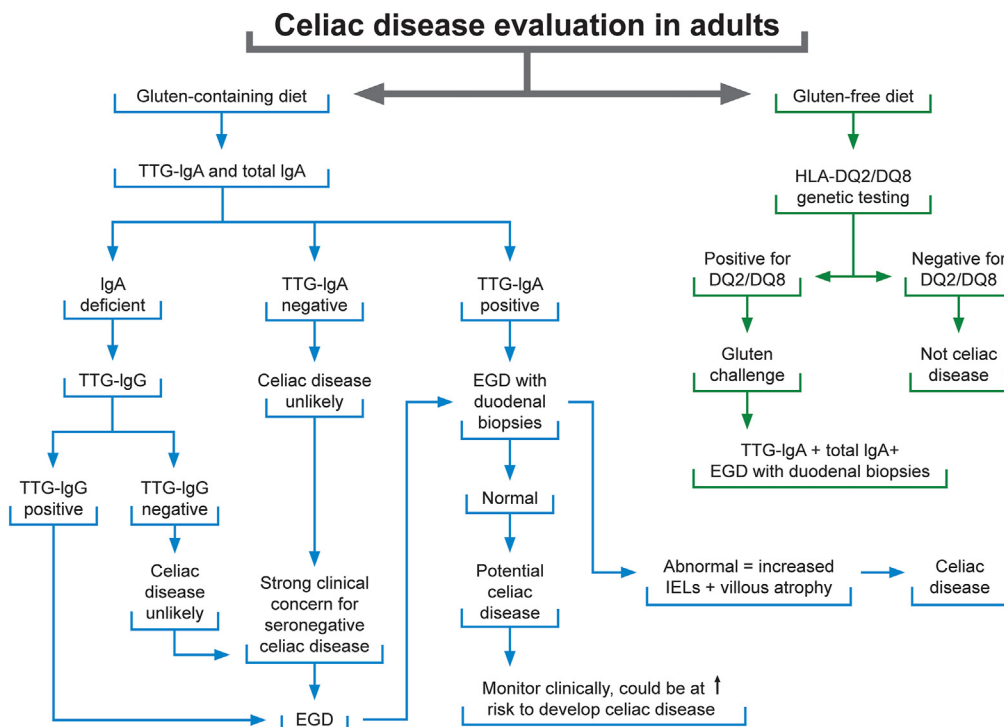 Celiac disease evaluation in adults
Gluten-containing diet
Gluten-free diet
TTG-IgA and total IgA
HLA-DQ2/DQ8
genetic testing
IgA
deficient
TTG-IgA
negative
TTG-IgA
positive
Positive for
DQ2/DQ8
Negative for
DQ2/DQ8
TTG-IgG
Celiac disease
unlikely
EGD with
duodenal
biopsies
Gluten
challenge
Not celiac
disease
TTG-IgG
positive
TTG-IgG
negative
Normal
TTG-IgA + total IgA+
EGD with duodenal biopsies
Celiac
disease
unlikely
Strong clinical
concern for
seronegative
celiac disease
Potential
celiac
disease
Abnormal = increased
IELs + villous atrophy
Celiac
disease
EGD
Monitor clinically, could be at ↑
risk to develop celiac disease